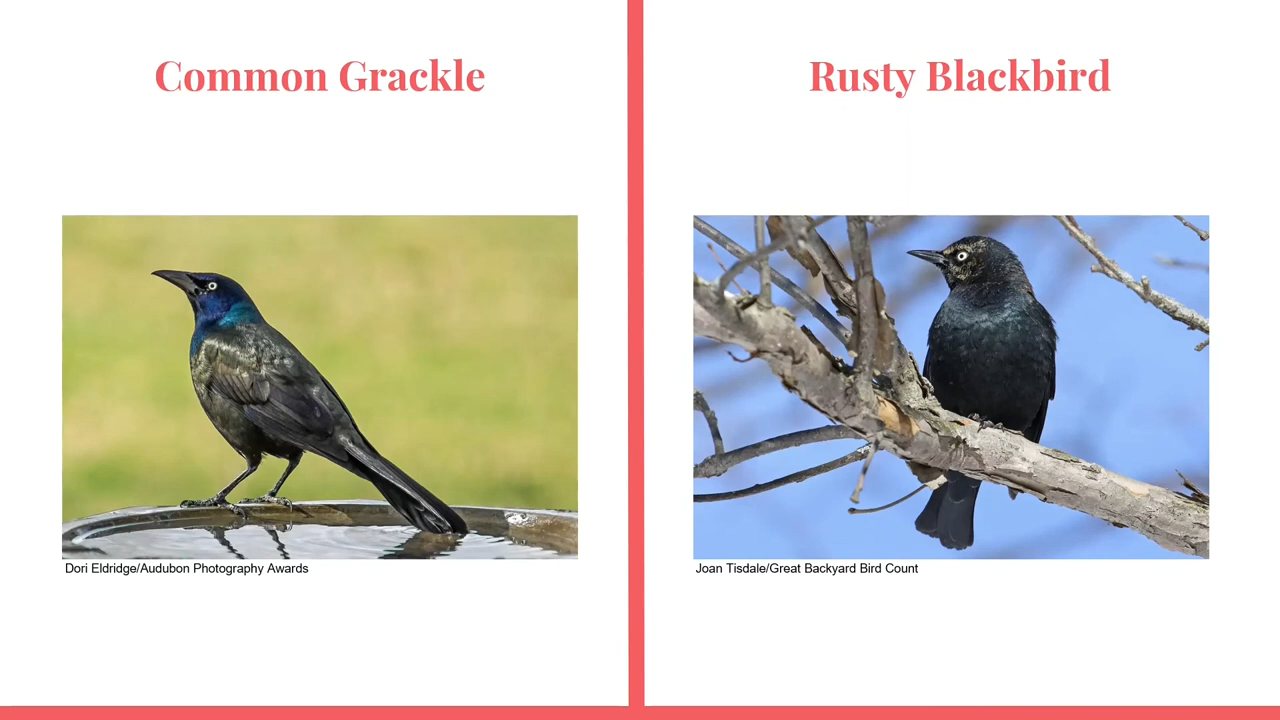 Common Grackle
Rusty Blackbird
Dori Eldridge/Audubon Photography Awards
Joan Tisdale/Great Backyard Bird Count